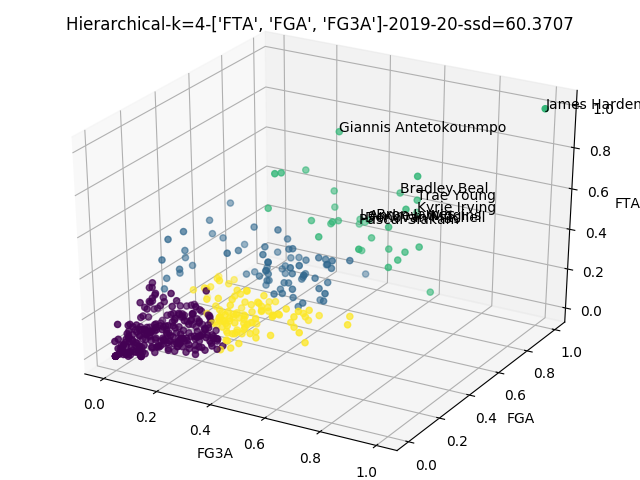 Hierarchical-k=4-['FTA', 'FGA', 'FG3A']-2019-20-ssd=60.3707
James Harden
Giannis Antetokounmpo
Bradley Beal
Trae Young
Kyrie Irving
Pascal Siakam
FTA
0.0
0.2
0.4
0.6
0.8
1.0
FGA
0.0
0.2
0.4
0.6
0.8
1.0
FG3A
0.0
0.2
0.4
0.6
0.8
1.0